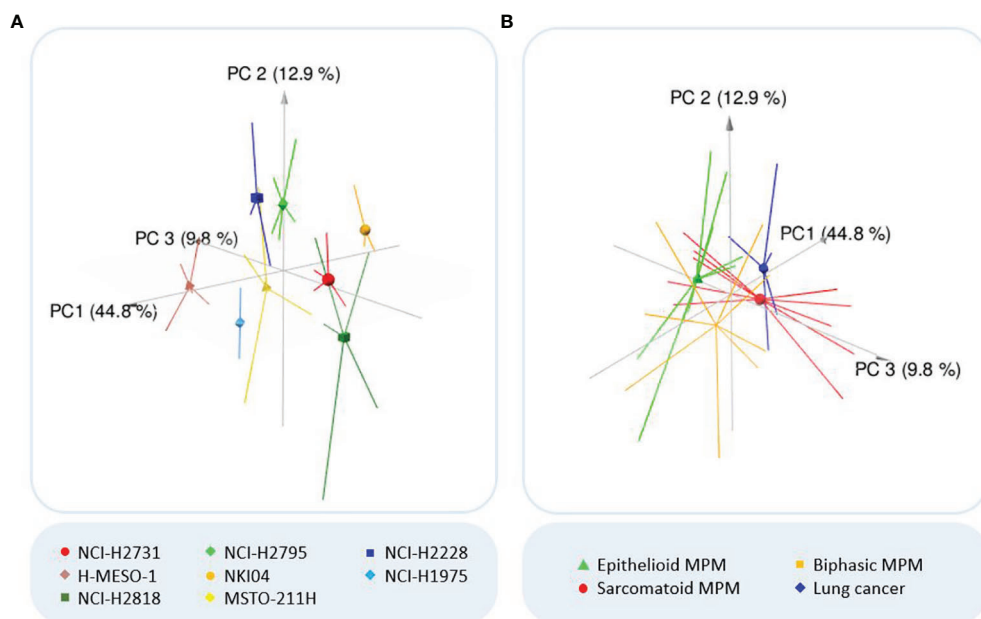 A
PC 2 (12.9 %)
PC 3 (9.8 %)
PC1 (44.8 %)
NCI-H2731
NCI-H2795
NCI-H2228
H-MESO-1
NKI04
NCI-H1975
NCI-H2818
MSTO-211H
B
PC 2 (12.9 %)
PC1 (44.8 %)
PC 3 (9.8 %)
Epithelioid MPM
Biphasic MPM
Sarcomatoid MPM
Lung cancer